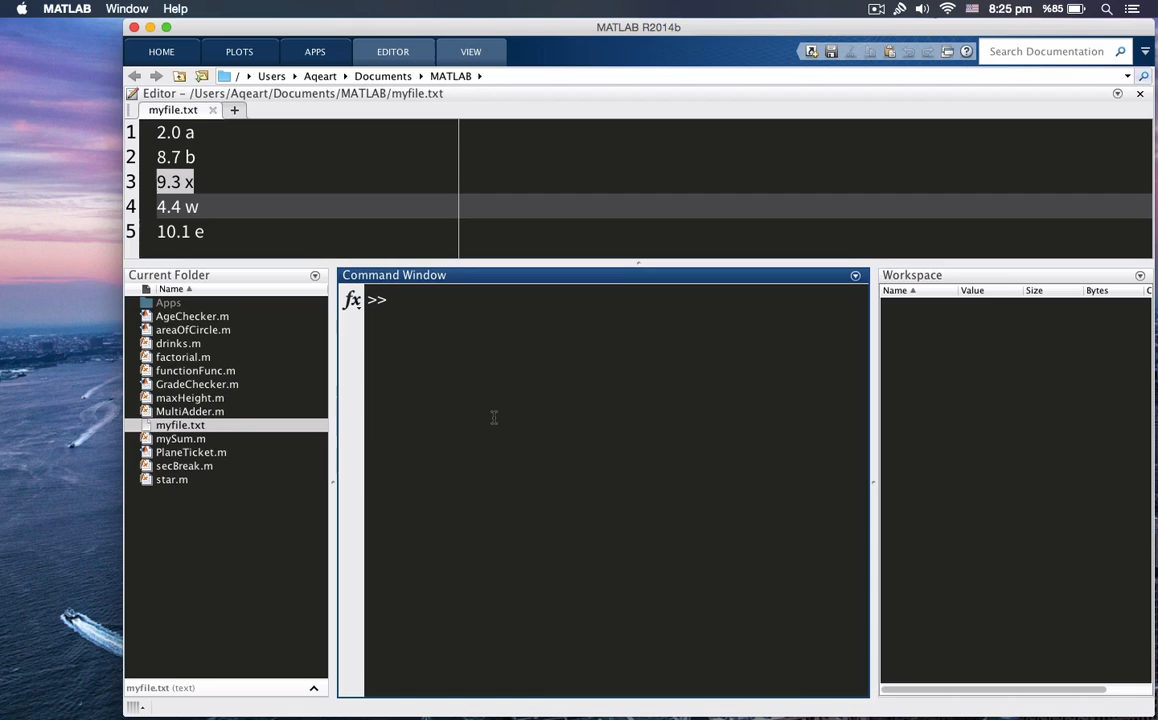 MATLAB Window Help 8:25 pm %85
MATLAB R2014b
HOME PLOTS APPS EDITOR VIEW Search Documentation
/ Users Aqeart Documents MATLAB
Editor – /Users/Aqeart/Documents/MATLAB/myfile.txt
myfile.txt
1 2.0 a
2 8.7 b
3 9.3 x
4 4.4 w
5 10.1 e
Current Folder
Name
Apps
AgeChecker.m
areaOfCircle.m
drinks.m
factorial.m
functionFunc.m
GradeChecker.m
maxHeight.m
MultiAdder.m
myfile.txt
mySum.m
PlaneTicket.m
secBreak.m
star.m
myfile.txt (text)
Command Window
fx >>
Workspace
Name Value Size Bytes C